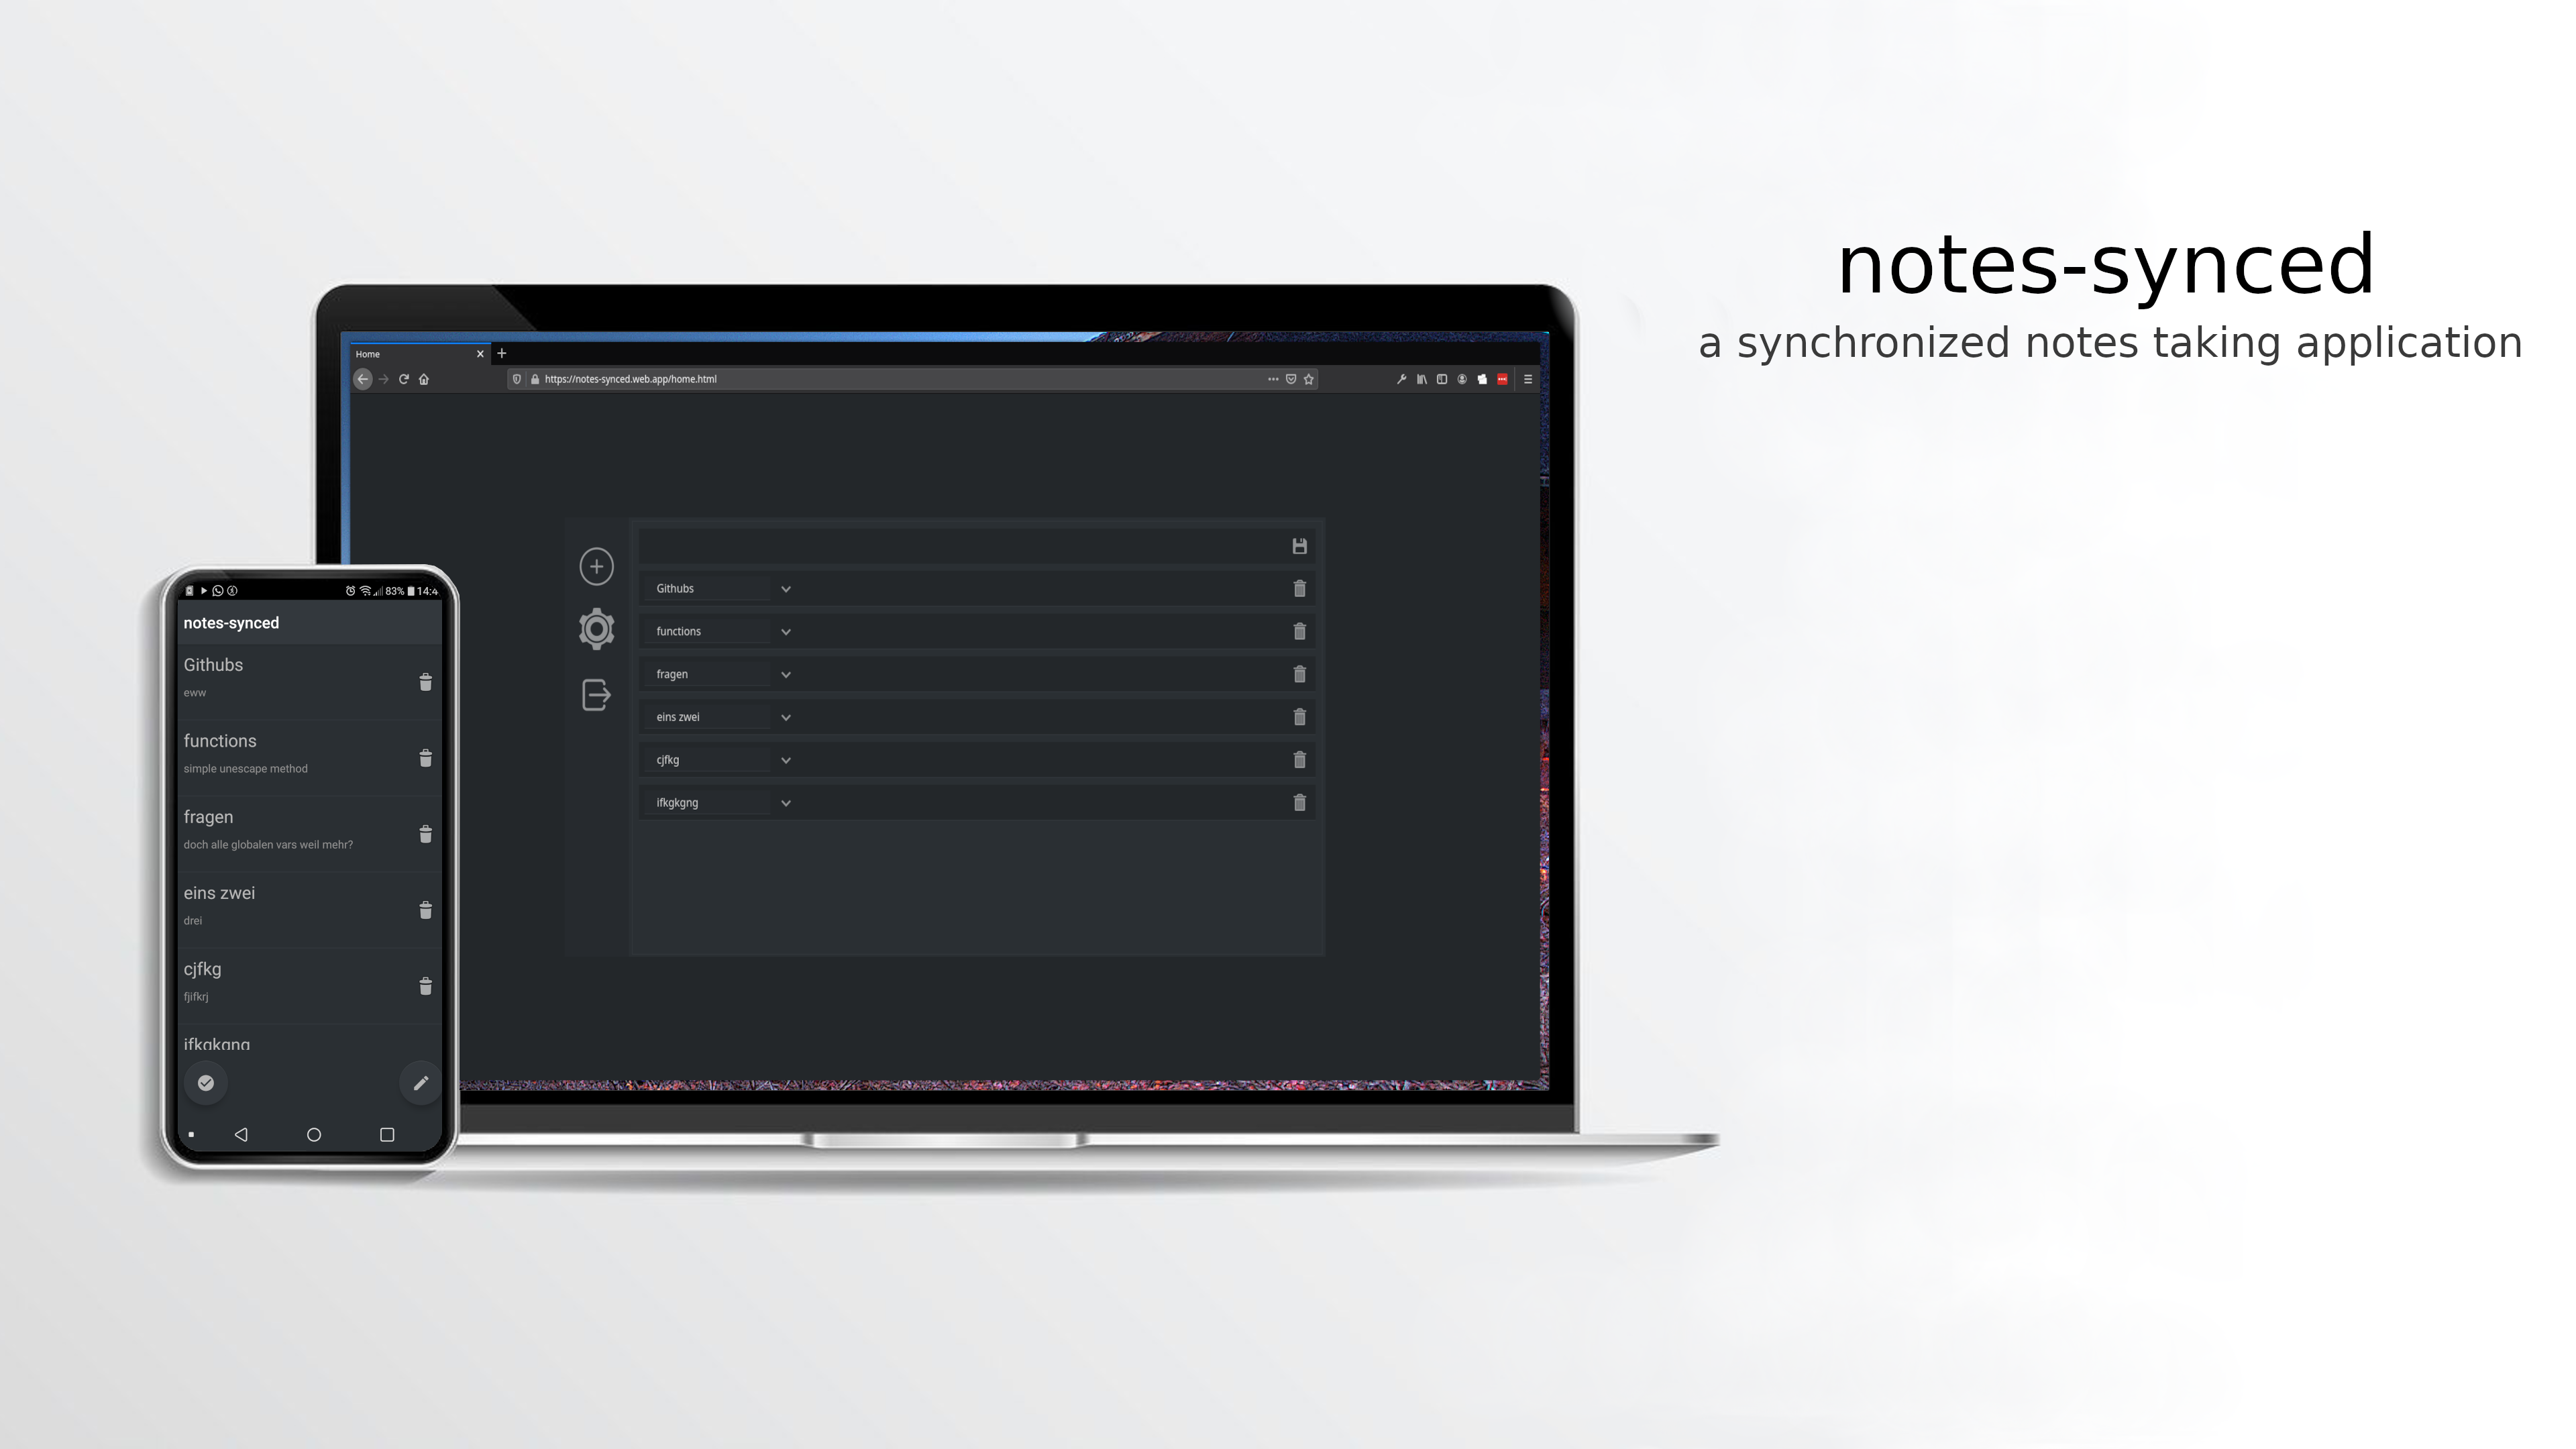 notes-synced
a synchronized notes taking application
Home
https://notes-synced.web.app/home.html
Githubs
functions
fragen
eins zwei
cjfkg
ifkgkgng
83% 14:4
notes-synced
Githubs
eww
functions
simple unescape method
fragen
doch alle globalen vars weil mehr?
eins zwei
drei
cjfkg
fjifkrj
ifkgkgng